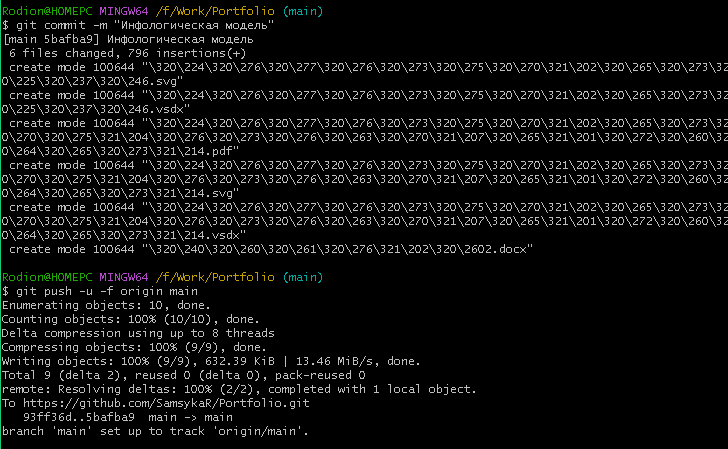 Rodion@HOMEPC MINGW64 /f/Work/Portfolio (main)
$ git commit -m "Инфологическая модель"
[main 5bafba9] Инфологическая модель
 6 files changed, 796 insertions(+)
 create mode 100644 "\320\224\320\276\320\277\320\276\320\273\320\275\320\270\321\202\320\265\320\273\32
0\225\320\237\320\246.svg"
 create mode 100644 "\320\224\320\276\320\277\320\276\320\273\320\275\320\270\321\202\320\265\320\273\32
0\225\320\237\320\246.vsdx"
 create mode 100644 "\320\224\320\276\320\277\320\276\320\273\320\275\320\270\321\202\320\265\320\273\32
0\270\320\275\321\204\320\276\320\273\320\276\320\263\320\270\321\207\320\265\321\201\320\272\320\260\32
0\264\320\265\320\273\321\214.pdf"
 create mode 100644 "\320\224\320\276\320\277\320\276\320\273\320\275\320\270\321\202\320\265\320\273\32
0\270\320\275\321\204\320\276\320\273\320\276\320\263\320\270\321\207\320\265\321\201\320\272\320\260\32
0\264\320\265\320\273\321\214.svg"
 create mode 100644 "\320\224\320\276\320\277\320\276\320\273\320\275\320\270\321\202\320\265\320\273\32
0\270\320\275\321\204\320\276\320\273\320\276\320\263\320\270\321\207\320\265\321\201\320\272\320\260\32
0\264\320\265\320\273\321\214.vsdx"
 create mode 100644 "\320\240\320\260\320\261\320\276\321\202\320\2602.docx"
Rodion@HOMEPC MINGW64 /f/Work/Portfolio (main)
$ git push -u -f origin main
Enumerating objects: 10, done.
Counting objects: 100% (10/10), done.
Delta compression using up to 8 threads
Compressing objects: 100% (9/9), done.
Writing objects: 100% (9/9), 632.39 KiB | 13.46 MiB/s, done.
Total 9 (delta 2), reused 0 (delta 0), pack-reused 0
remote: Resolving deltas: 100% (2/2), completed with 1 local object.
To https://github.com/SamsykaR/Portfolio.git
   93ff36d..5bafba9  main -> main
branch 'main' set up to track 'origin/main'.